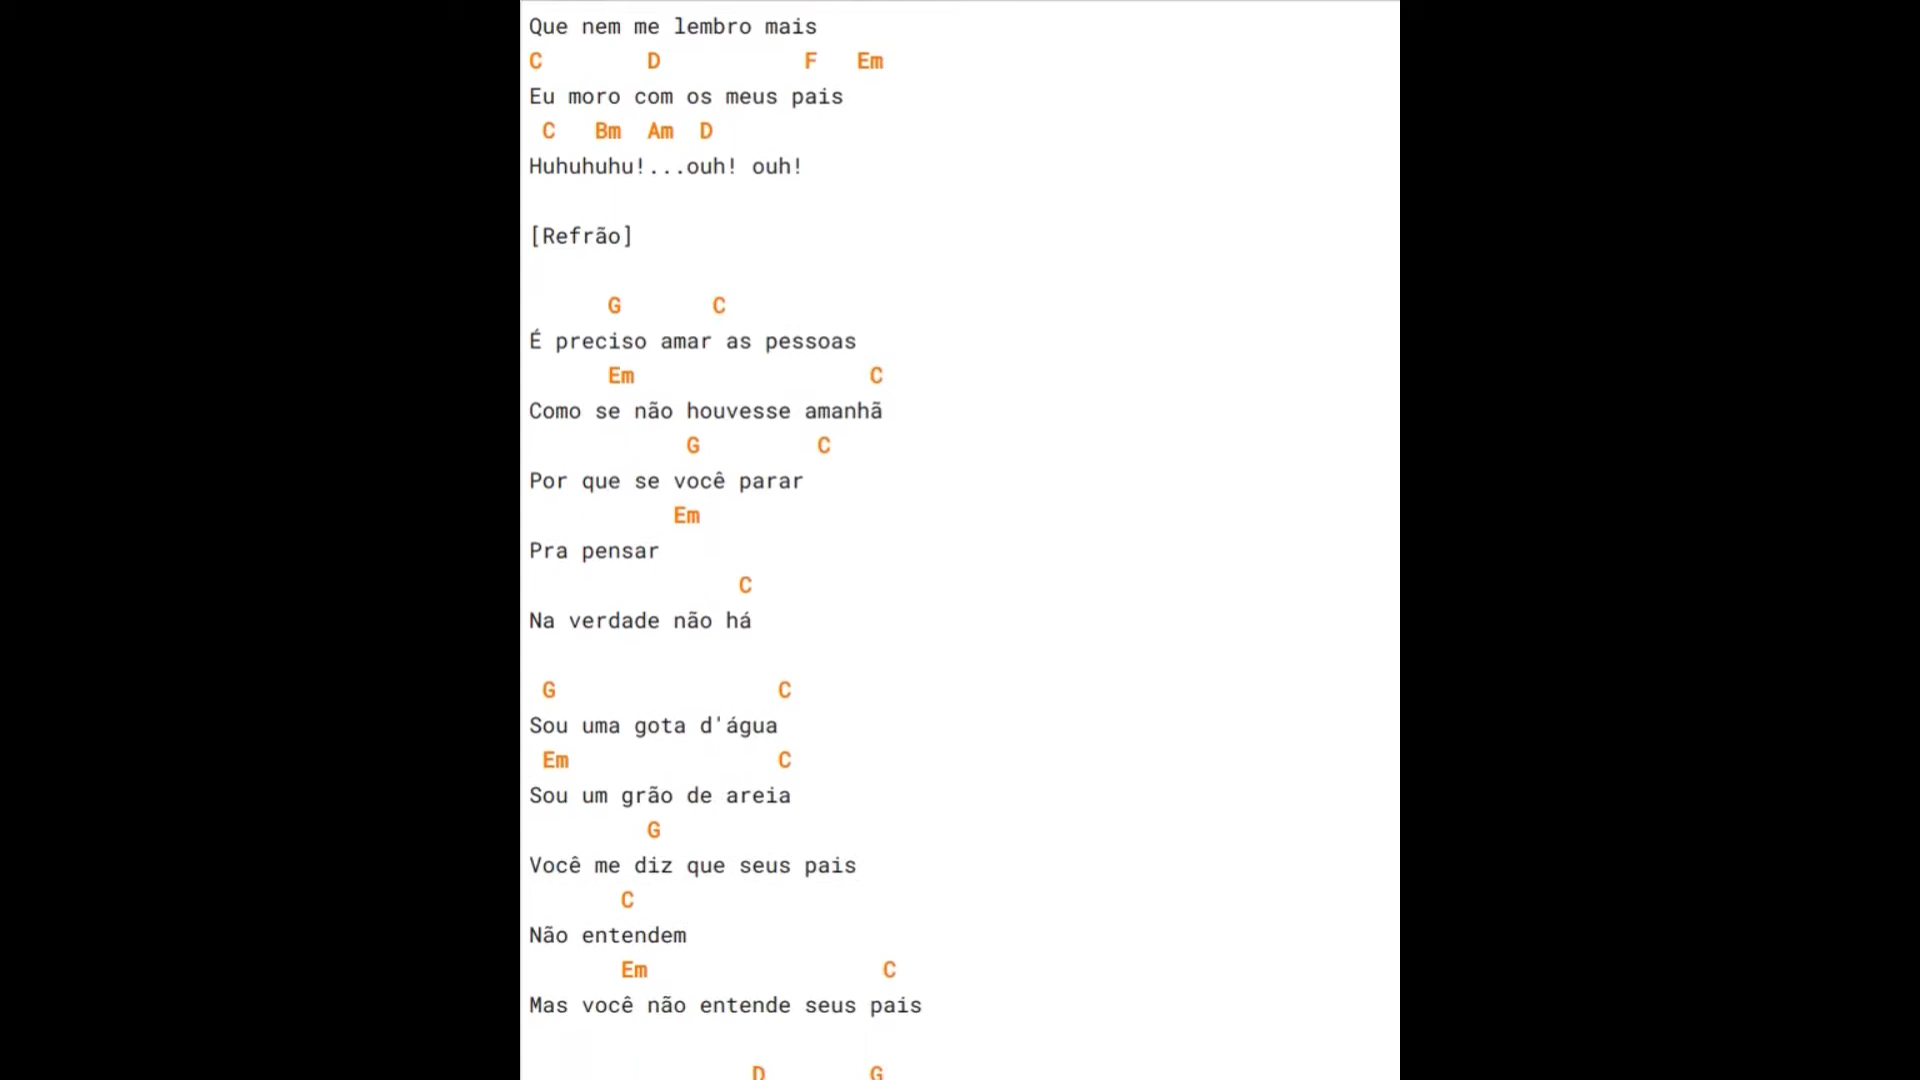 Que nem me lembro mais
C D F Em
Eu moro com os meus pais
C Bm Am D
Huhuhuhu!...ouh! ouh!
[Refrão]
G C
É preciso amar as pessoas
Em C
Como se não houvesse amanhã
G C
Por que se você parar
Em
Pra pensar
C
Na verdade não há
G C
Sou uma gota d'água
Em C
Sou um grão de areia
G
Você me diz que seus pais
C
Não entendem
Em C
Mas você não entende seus pais
D G